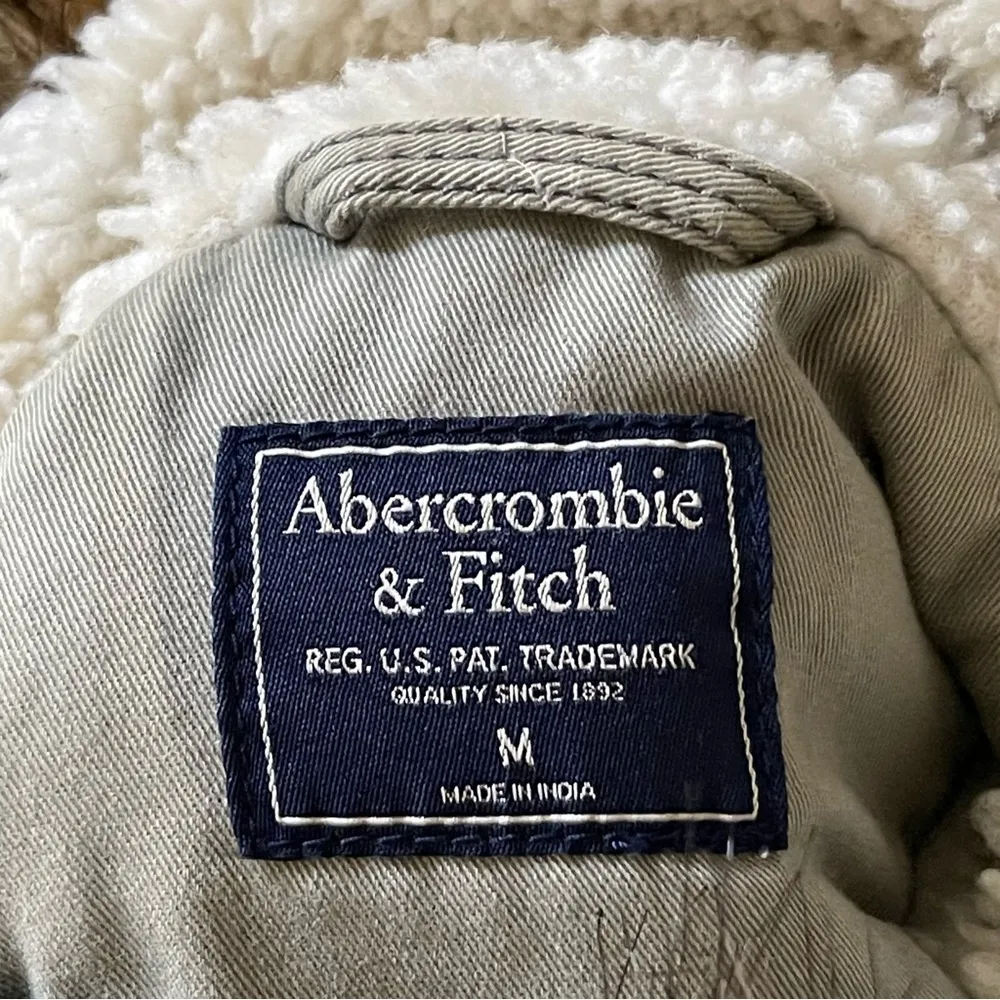 Abercrombie
& Fitch
REG. U.S. PAT. TRADEMARK
QUALITY SINCE 1892
M
MADE IN INDIA